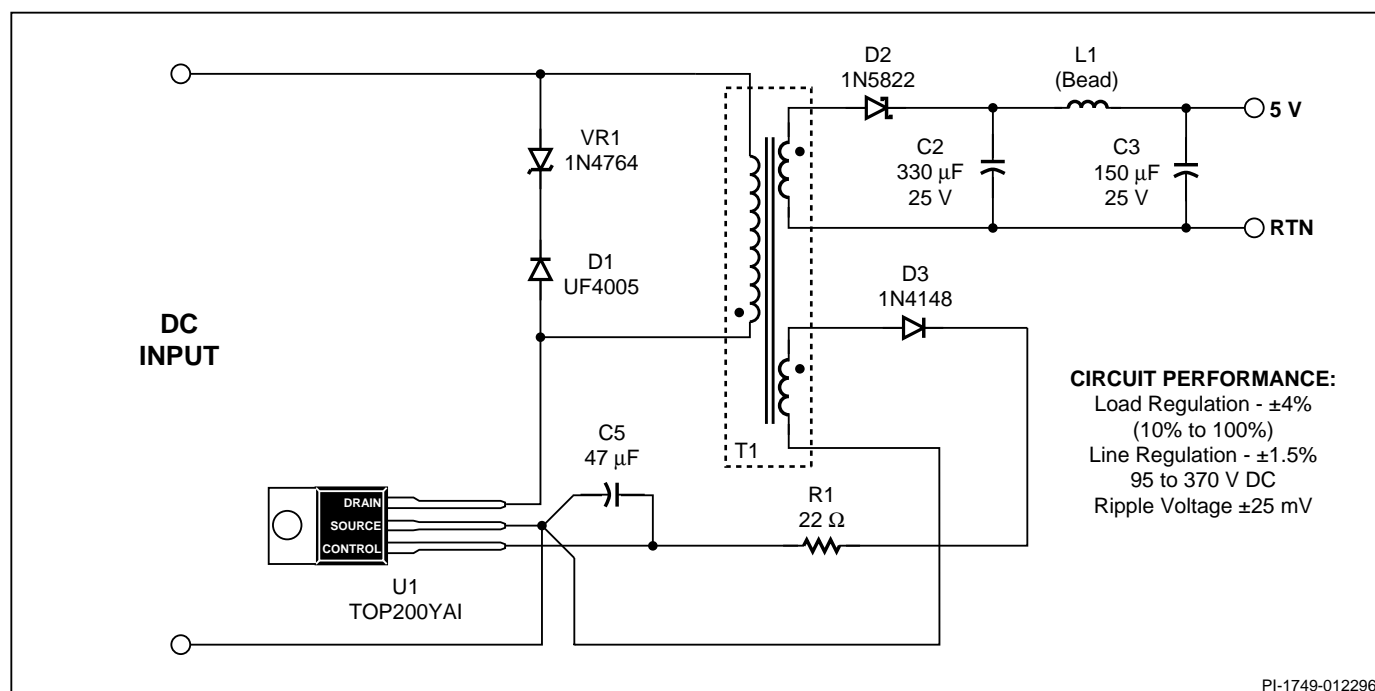 D2
1N5822
L1
(Bead)
5 V
VR1
1N4764
C2
330 µF
25 V
C3
150 µF
25 V
RTN
D1
UF4005
D3
1N4148
DC
INPUT
CIRCUIT PERFORMANCE:
Load Regulation - ±4%
(10% to 100%)
Line Regulation - ±1.5%
95 to 370 V DC
Ripple Voltage ±25 mV
T1
C5
47 µF
R1
22 Ω
DRAIN
SOURCE
CONTROL
U1
TOP200YAI
PI-1749-012296